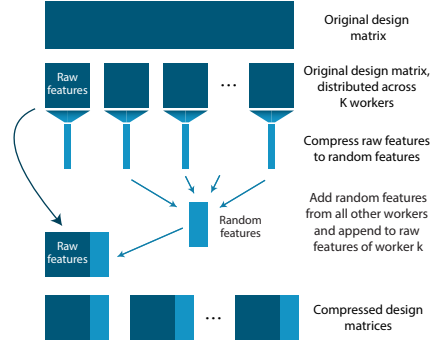 Original design
matrix
Raw
features
...
Original design matrix,
distributed across
K workers
Compress raw features
to random features
Random
features
Add random features
from all other workers
and append to raw
features of worker k
Raw
features
...
Compressed design
matrices